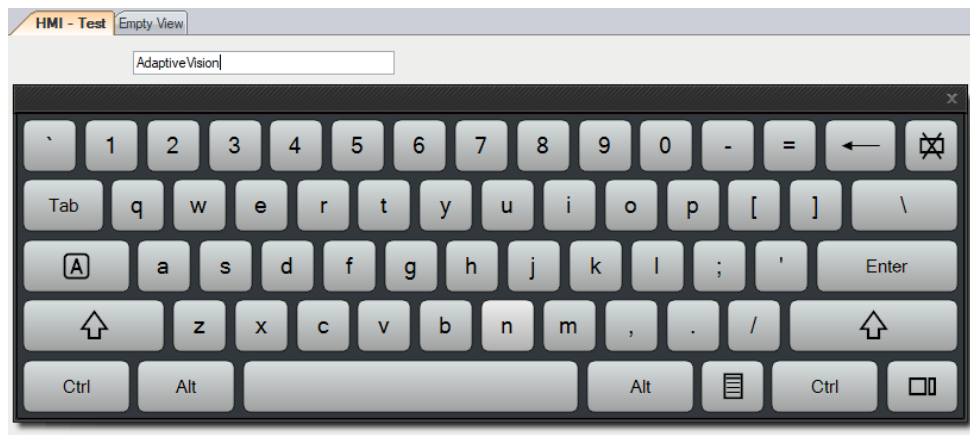 HMI - Test Empty View
AdaptiveVision
x
` 1 2 3 4 5 6 7 8 9 0 - =
Tab q w e r t y u i o p [ ] \
A a s d f g h j k l ; ' Enter
z x c v b n m , . /
Ctrl Alt Alt Ctrl